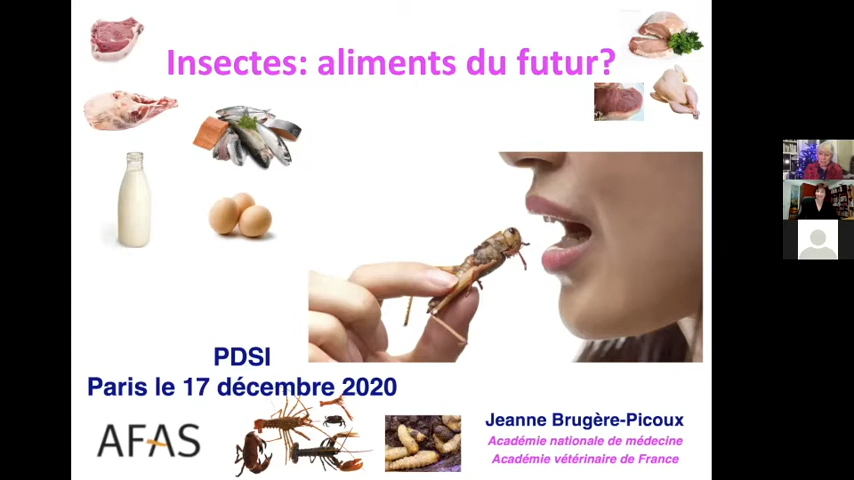 Insectes: aliments du futur?
PDSI
Paris le 17 décembre 2020
AFAS
Jeanne Brugère-Picoux
Académie nationale de médecine
Académie vétérinaire de France